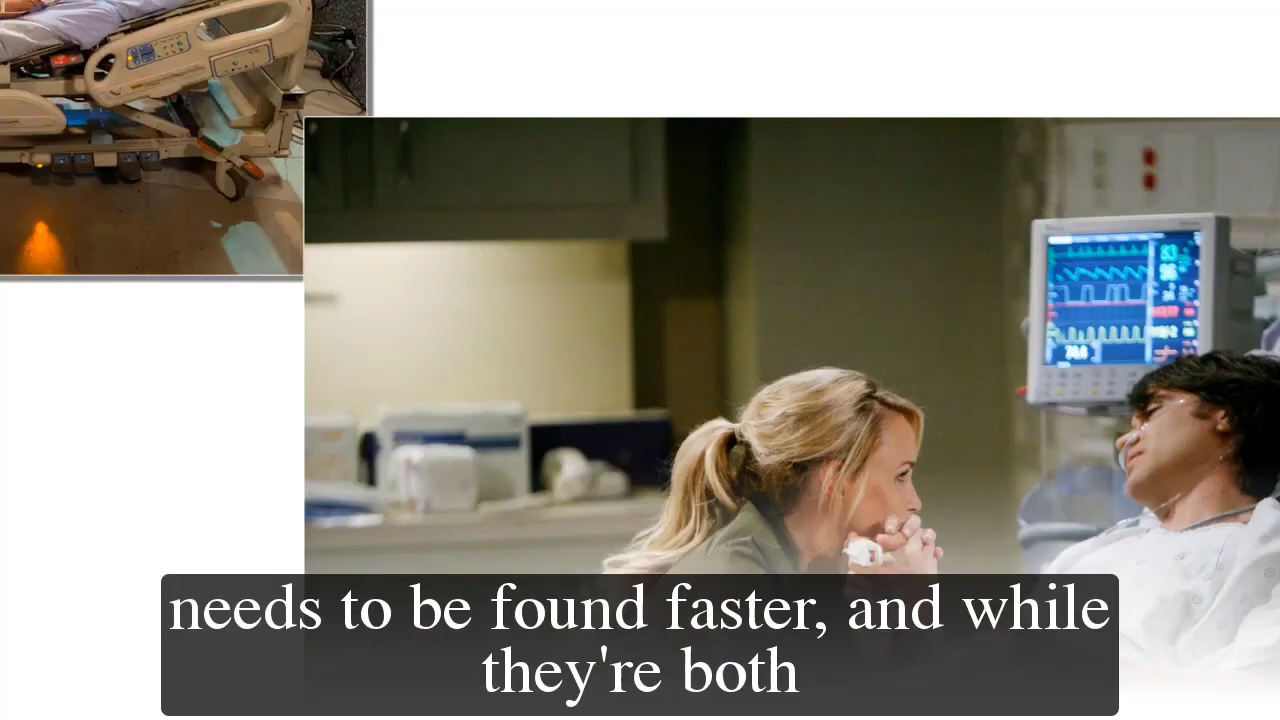 needs to be found faster, and while
they're both